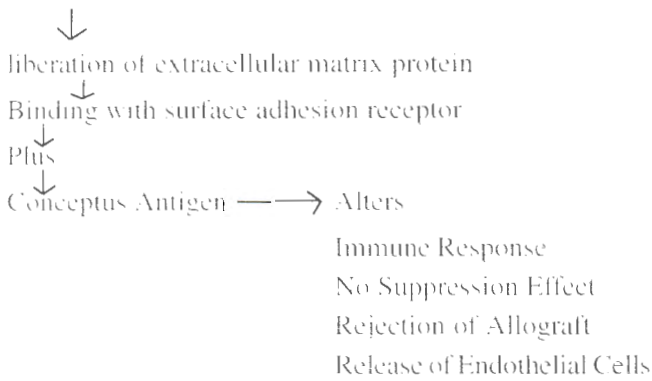 liberation of extracellular matrix protein
Binding with surface adhesion receptor
Plus
Conceptus Antigen → Alters
Immune Response
No Suppression Effect
Rejection of Allograft
Release of Endothelial Cells